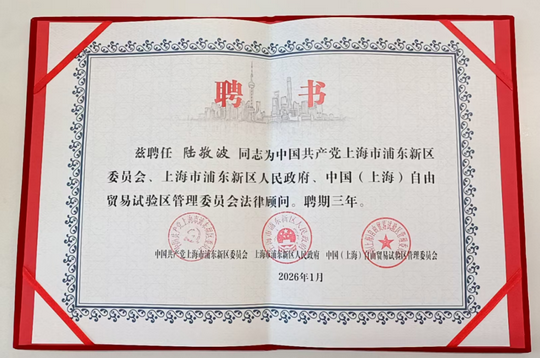 聘 书
兹聘任 陆敬波 同志为中国共产党上海市浦东新区
委员会、上海市浦东新区人民政府、中国（上海）自由
贸易试验区管理委员会法律顾问。聘期三年。
中国共产党上海市浦东新区委员会 上海市浦东新区人民政府 中国（上海）自由贸易试验区管理委员会
2026年1月